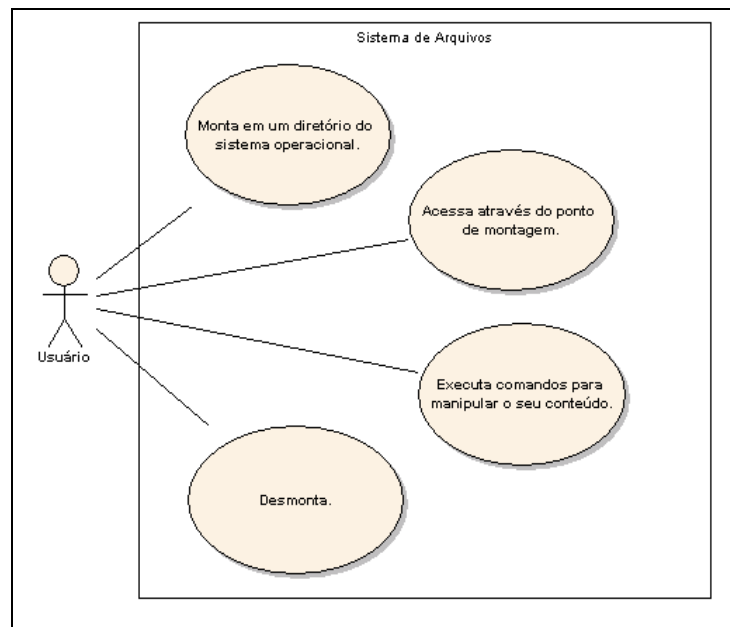 Sistema de Arquivos
Monta em um diretório do
sistema operacional.
Acessa através do ponto
de montagem.
Usuário
Executa comandos para
manipular o seu conteúdo.
Desmonta.